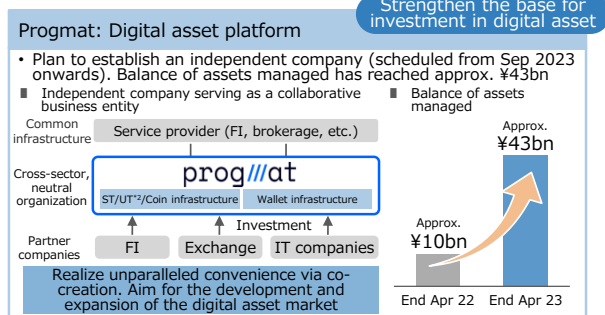 Strengthen the base for
investment in digital asset
Progmat: Digital asset platform
• Plan to establish an independent company (scheduled from Sep 2023
onwards). Balance of assets managed has reached approx. ¥43bn
■ Independent company serving as a collaborative
business entity
Common
infrastructure
Service provider (FI, brokerage, etc.)
Cross-sector,
neutral
organization
progmat
ST/UT*2/Coin infrastructure
Wallet infrastructure
Investment
Partner
companies
FI
Exchange
IT companies
Realize unparalleled convenience via co-
creation. Aim for the development and
expansion of the digital asset market
■ Balance of assets
managed
Approx.
¥43bn
Approx.
¥10bn
End Apr 22
End Apr 23